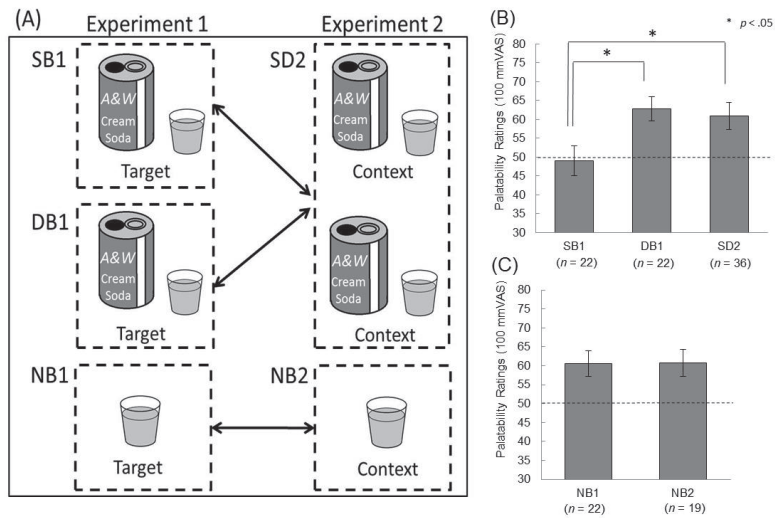 (A)
Experiment 1 Experiment 2
SB1 SD2
A&W A&W
Cream Cream
Soda Soda
Target Context
DB1
A&W A&W
Cream Cream
Soda Soda
Target Context
NB1 NB2
Target Context
(B)
* p < .05
*
*
Palatability Ratings (100 mmVAS)
80
75
70
65
60
55
50
45
40
35
30
SB1 DB1 SD2
(n = 22) (n = 22) (n = 36)
(C)
Palatability Ratings (100 mmVAS)
80
75
70
65
60
55
50
45
40
35
30
NB1 NB2
(n = 22) (n = 19)